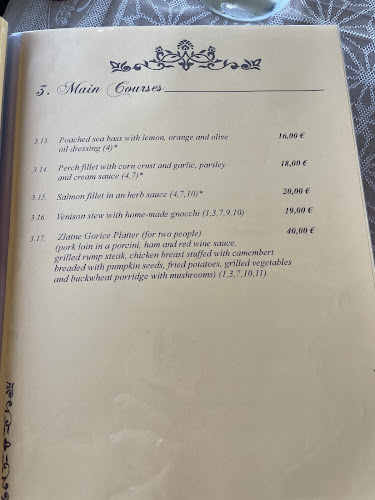 3. Main Courses
3.13. Poached sea bass with lemon, orange and olive 16,00 €
oil dressing (4)*
3.14. Perch fillet with corn crust and garlic, parsley 18,00 €
and cream sauce (4,7)*
3.15. Salmon fillet in an herb sauce (4,7,10)* 20,00 €
3.16. Venison stew with home-made gnocchi (1,3,7,9,10) 19,00 €
3.17. Zlatne Gorice Platter (for two people) 40,00 €
(pork loin in a porcini, ham and red wine sauce,
grilled rump steak, chicken breast stuffed with camembert
breaded with pumpkin seeds, fried potatoes, grilled vegetables
and buckwheat porridge with mushrooms) (1,3,7,10,11)